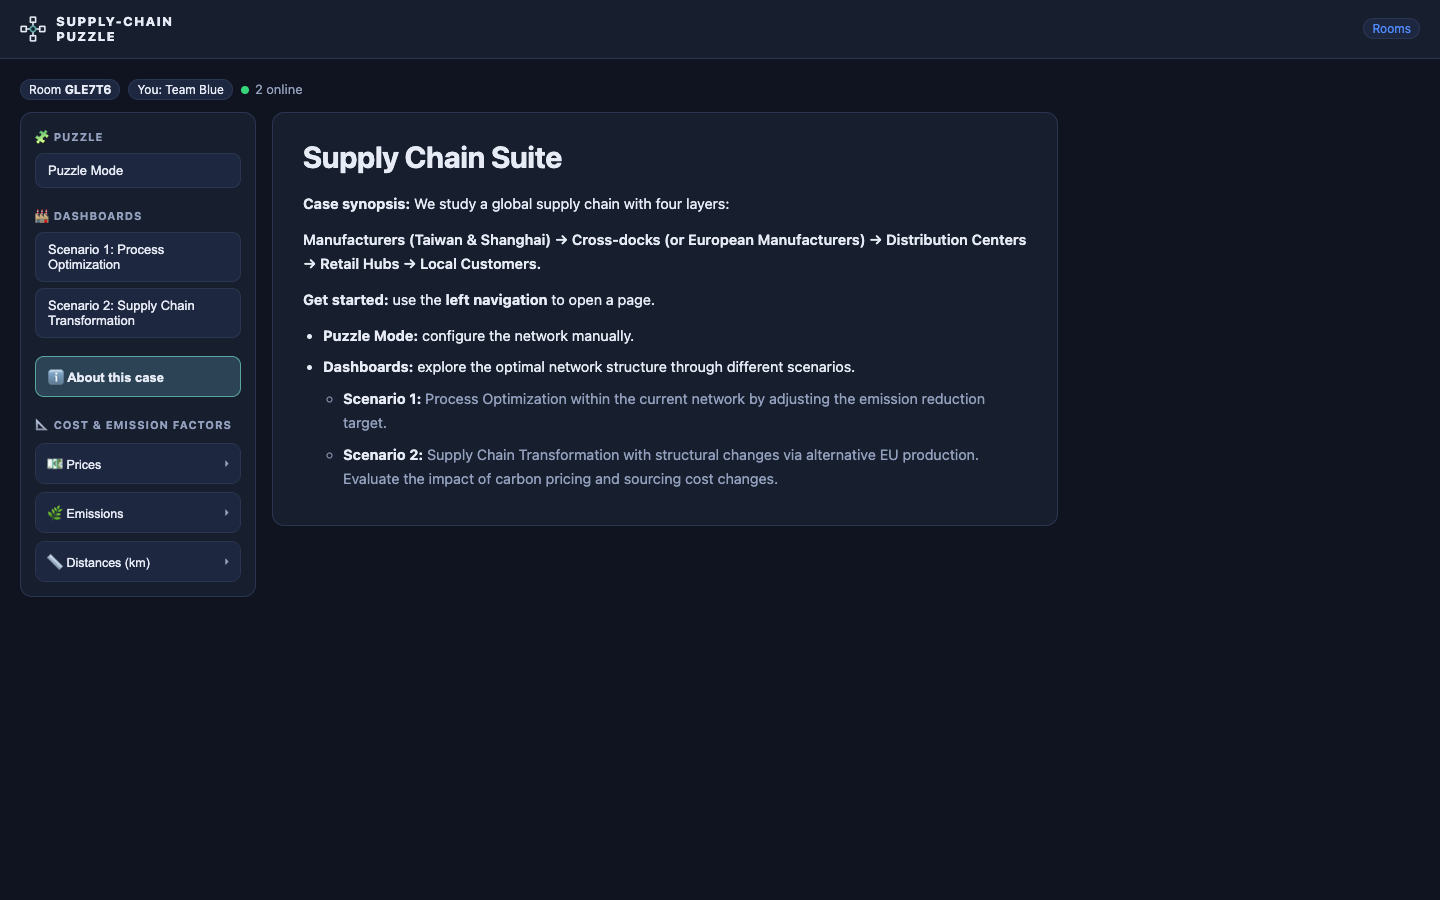 SUPPLY-CHAIN
PUZZLE
Rooms
Room GLE7T6
You: Team Blue
2 online
PUZZLE
Puzzle Mode
DASHBOARDS
Scenario 1: Process
Optimization
Scenario 2: Supply Chain
Transformation
About this case
COST & EMISSION FACTORS
Prices
Emissions
Distances (km)
Supply Chain Suite
Case synopsis: We study a global supply chain with four layers:
Manufacturers (Taiwan & Shanghai) → Cross-docks (or European Manufacturers) → Distribution Centers
→ Retail Hubs → Local Customers.
Get started: use the left navigation to open a page.
• Puzzle Mode: configure the network manually.
• Dashboards: explore the optimal network structure through different scenarios.
◦ Scenario 1: Process Optimization within the current network by adjusting the emission reduction
target.
◦ Scenario 2: Supply Chain Transformation with structural changes via alternative EU production.
Evaluate the impact of carbon pricing and sourcing cost changes.